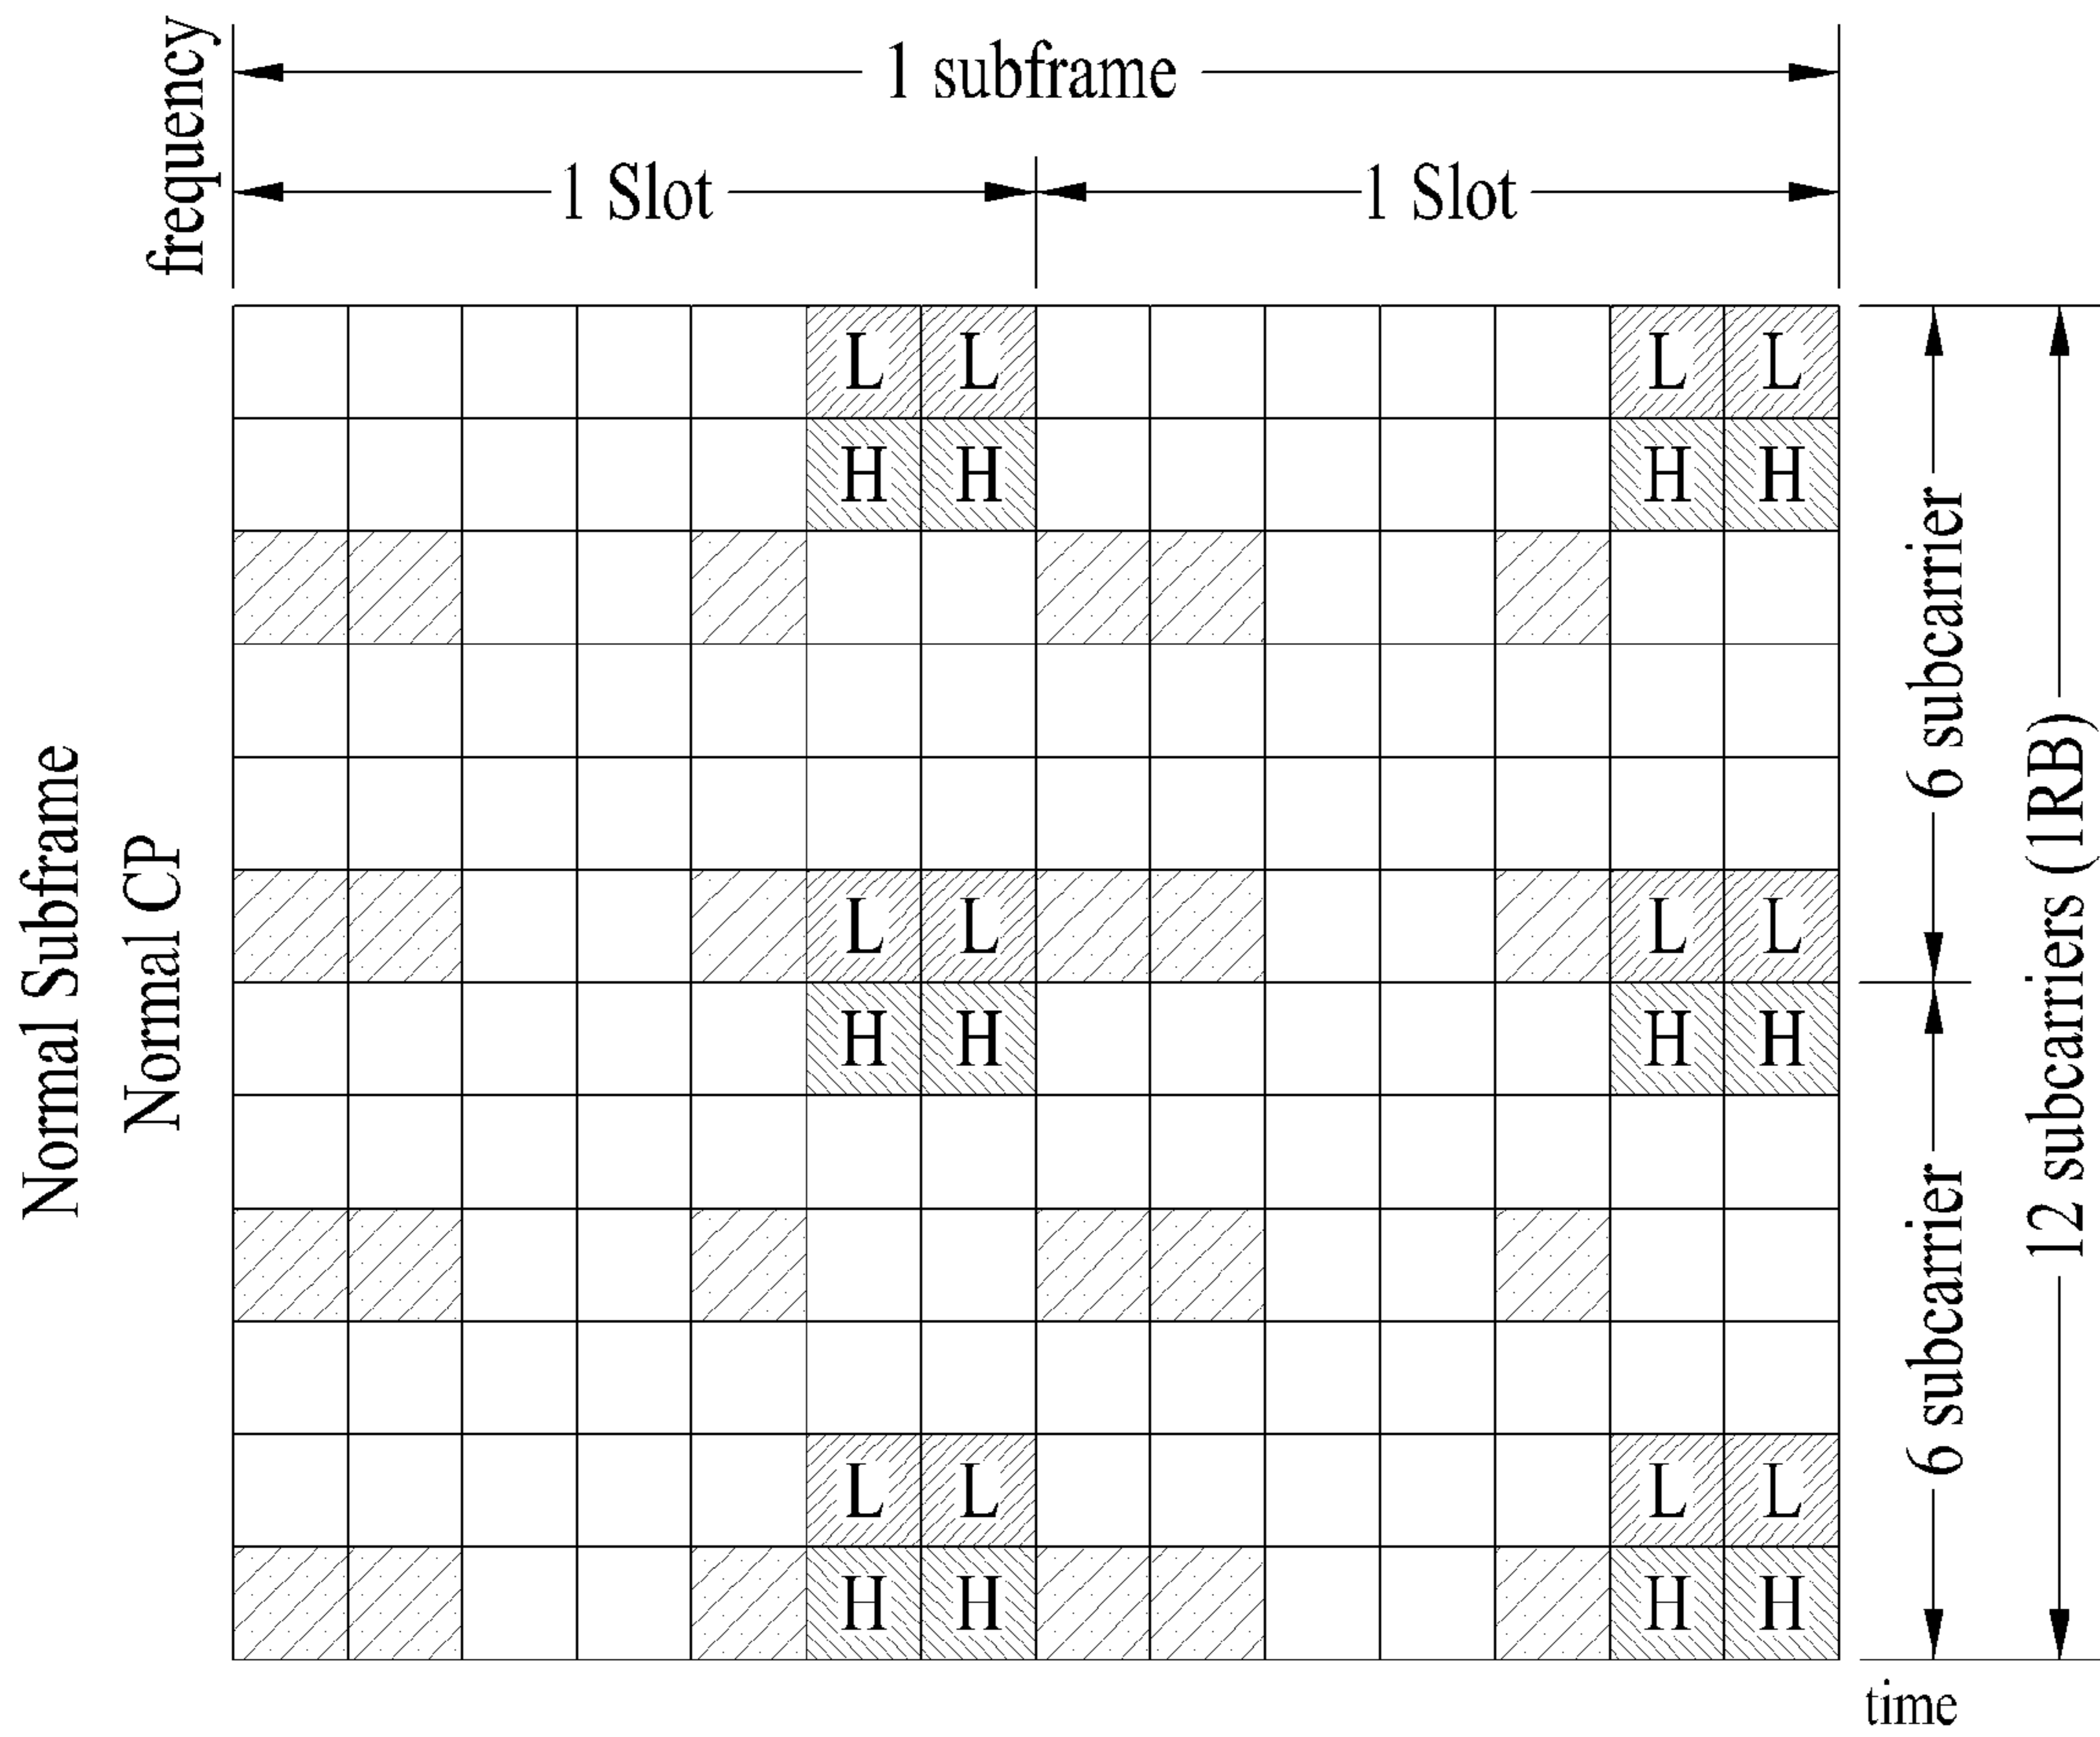 frequency
1 subframe
1 Slot
1 Slot
L L L L
H H H H
6 subcarrier
12 subcarriers (1RB)
Normal Subframe
Normal CP
L L L L
H H H H
6 subcarrier
L L L L
H H H H
time